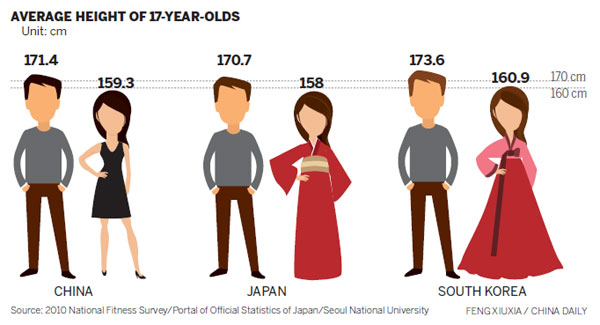 AVERAGE HEIGHT OF 17-YEAR-OLDS
Unit: cm
171.4
159.3
170.7
158
173.6
160.9
170 cm
160 cm
CHINA
JAPAN
SOUTH KOREA
Source: 2010 National Fitness Survey/Portal of Official Statistics of Japan/Seoul National University
FENG XIUXIA / CHINA DAILY